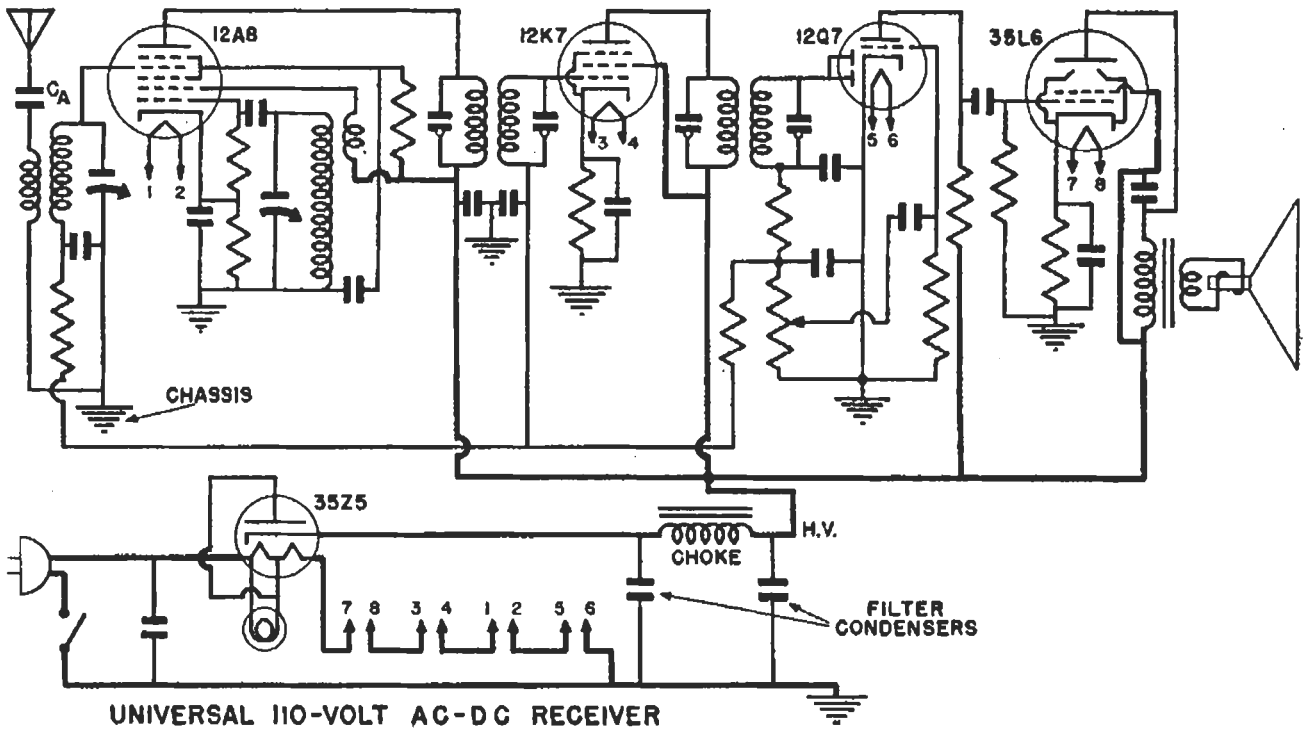 12A8
12K7
12Q7
35L6
CA
1 2
3 4
5 6
7 8
CHASSIS
35Z5
H.V.
CHOKE
7 8 3 4 1 2 5 6
FILTER
CONDENSERS
UNIVERSAL 110-VOLT AC-DC RECEIVER